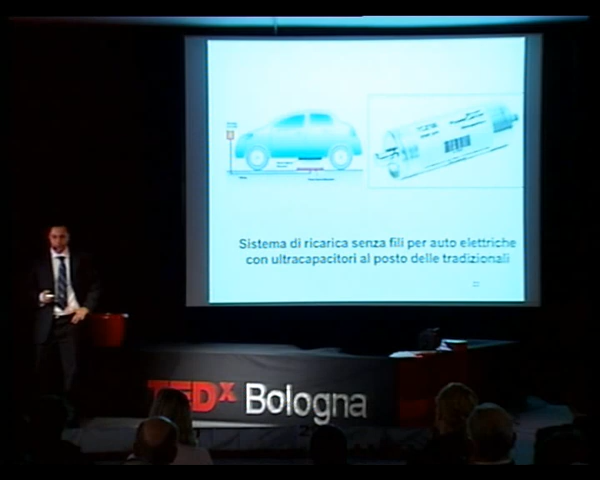 Sistema di ricarica senza fili per auto elettriche
con ultracapacitori al posto delle tradizionali
TEDx Bologna